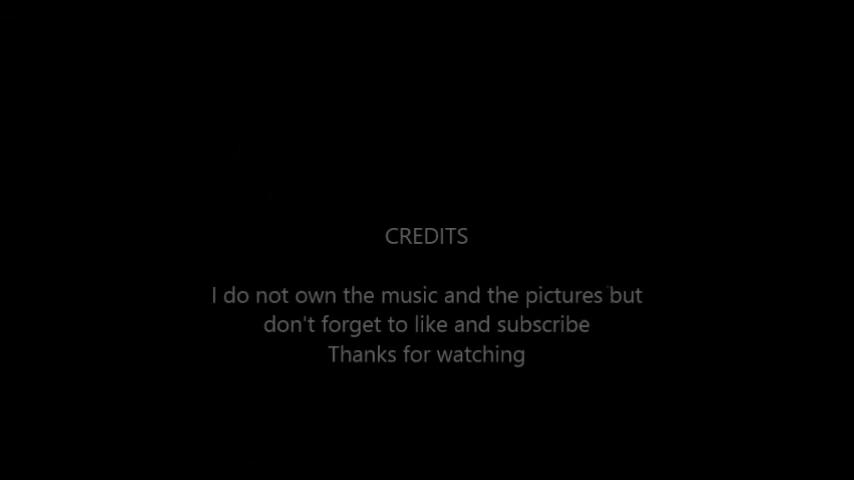 CREDITS
I do not own the music and the pictures but
don't forget to like and subscribe
Thanks for watching